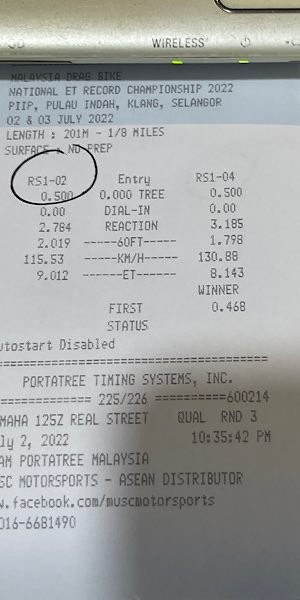 WIRELESS
MALAYSIA DRAG BIKE
NATIONAL ET RECORD CHAMPIONSHIP 2022
PIIP, PULAU INDAH, KLANG, SELANGOR
02 & 03 JULY 2022
LENGTH : 201M - 1/8 MILES
SURFACE : ND PREP
RS1-02 Entry RS1-04
0.500 0.000 TREE 0.500
0.00 DIAL-IN 0.00
2.784 REACTION 3.185
2.019 -----60FT----- 1.798
115.53 -----KM/H----- 130.88
9.012 ------ET------ 8.143
WINNER
FIRST 0.468
STATUS
utostart Disabled
========================================
PORTATREE TIMING SYSTEMS, INC.
============= 225/226 ==========600214
MAHA 125Z REAL STREET QUAL RND 3
ly 2, 2022 10:35:42 PM
AM PORTATREE MALAYSIA
SC MOTORSPORTS - ASEAN DISTRIBUTOR
w.facebook.com/muscmotorsports
016-6681490